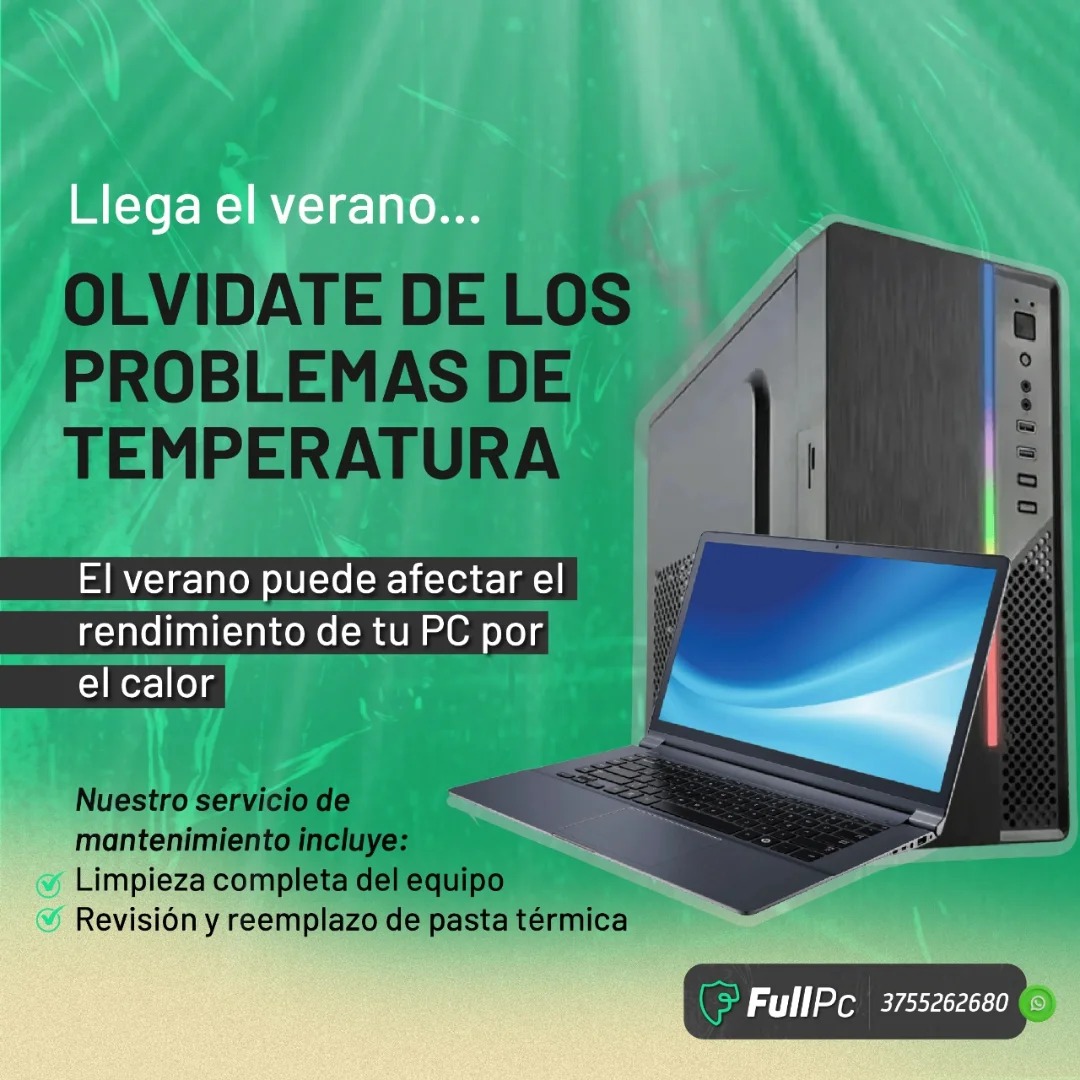 Llega el verano...
OLVIDATE DE LOS
PROBLEMAS DE
TEMPERATURA
El verano puede afectar el
rendimiento de tu PC por
el calor
Nuestro servicio de
mantenimiento incluye:
Limpieza completa del equipo
Revisión y reemplazo de pasta térmica
FullPc 3755262680